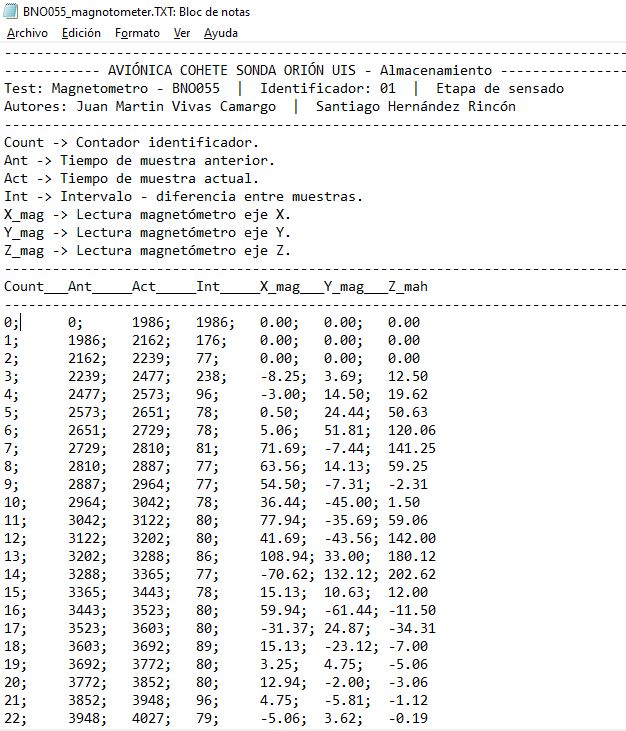 BNO055_magnotometer.TXT: Bloc de notas
Archivo Edición Formato Ver Ayuda
------------------------------------------------------------------------------
------------ AVIÓNICA COHETE SONDA ORIÓN UIS - Almacenamiento ----------------
Test: Magnetometro - BNO055 | Identificador: 01 | Etapa de sensado
Autores: Juan Martin Vivas Camargo | Santiago Hernández Rincón
------------------------------------------------------------------------------
Count -> Contador identificador.
Ant -> Tiempo de muestra anterior.
Act -> Tiempo de muestra actual.
Int -> Intervalo - diferencia entre muestras.
X_mag -> Lectura magnetómetro eje X.
Y_mag -> Lectura magnetómetro eje Y.
Z_mag -> Lectura magnetómetro eje Z.
------------------------------------------------------------------------------
Count___Ant_____Act_____Int_____X_mag___Y_mag___Z_mah
------------------------------------------------------------------------------
0; 0; 1986; 1986; 0.00; 0.00; 0.00
1; 1986; 2162; 176; 0.00; 0.00; 0.00
2; 2162; 2239; 77; 0.00; 0.00; 0.00
3; 2239; 2477; 238; -8.25; 3.69; 12.50
4; 2477; 2573; 96; -3.00; 14.50; 19.62
5; 2573; 2651; 78; 0.50; 24.44; 50.63
6; 2651; 2729; 78; 5.06; 51.81; 120.06
7; 2729; 2810; 81; 71.69; -7.44; 141.25
8; 2810; 2887; 77; 63.56; 14.13; 59.25
9; 2887; 2964; 77; 54.50; -7.31; -2.31
10; 2964; 3042; 78; 36.44; -45.00; 1.50
11; 3042; 3122; 80; 77.94; -35.69; 59.06
12; 3122; 3202; 80; 41.69; -43.56; 142.00
13; 3202; 3288; 86; 108.94; 33.00; 180.12
14; 3288; 3365; 77; -70.62; 132.12; 202.62
15; 3365; 3443; 78; 15.13; 10.63; 12.00
16; 3443; 3523; 80; 59.94; -61.44; -11.50
17; 3523; 3603; 80; -31.37; 24.87; -34.31
18; 3603; 3692; 89; 15.13; -23.12; -7.00
19; 3692; 3772; 80; 3.25; 4.75; -5.06
20; 3772; 3852; 80; 12.94; -2.00; -3.06
21; 3852; 3948; 96; 4.75; -5.81; -1.12
22; 3948; 4027; 79; -5.06; 3.62; -0.19